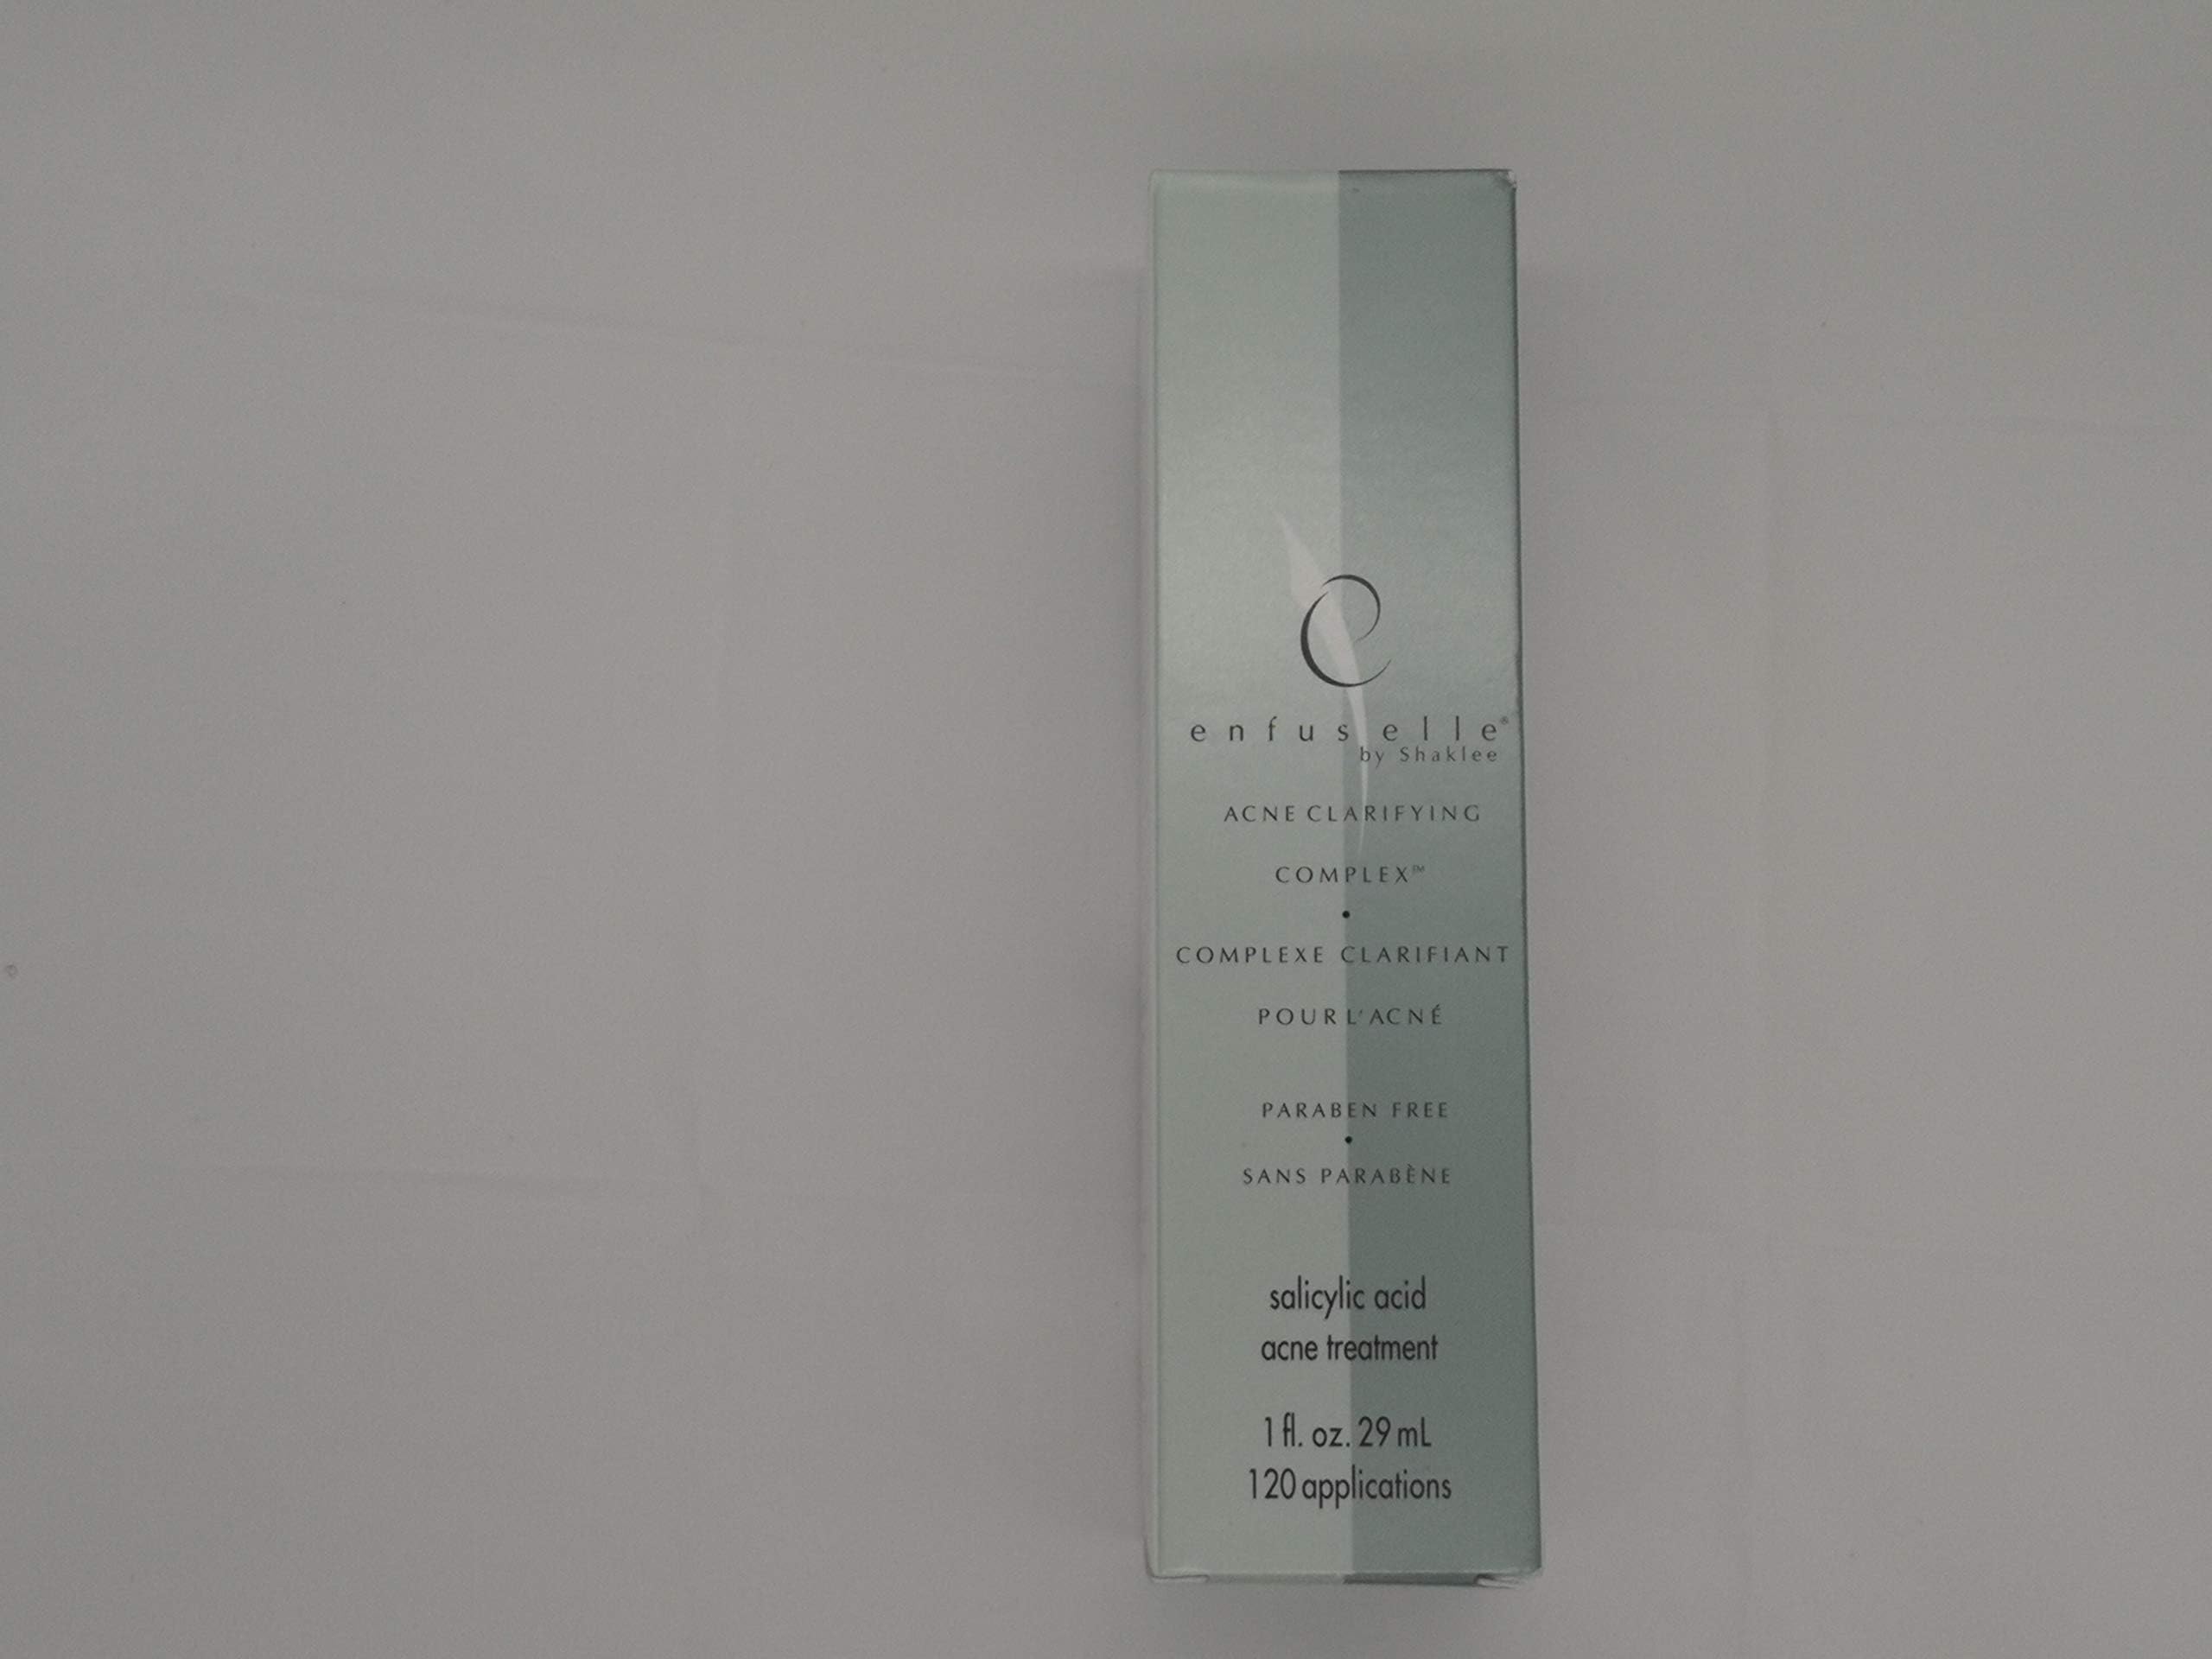 e
enfuselle®
by Shaklee
ACNE CLARIFYING
COMPLEX™
•
COMPLEXE CLARIFIANT
POUR L'ACNÉ
PARABEN FREE
•
SANS PARABÈNE
salicylic acid
acne treatment
1 fl. oz. 29 mL
120 applications